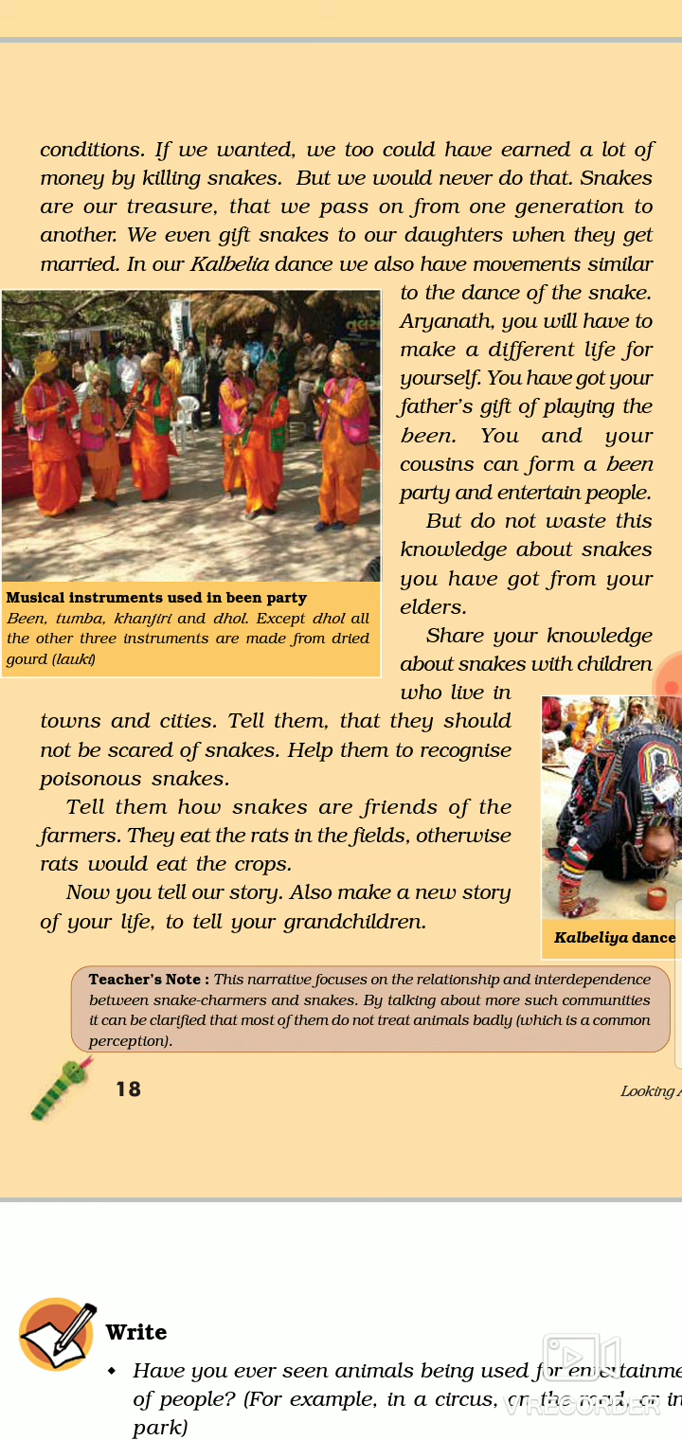 conditions. If we wanted, we too could have earned a lot of
money by killing snakes. But we would never do that. Snakes
are our treasure, that we pass on from one generation to
another. We even gift snakes to our daughters when they get
married. In our Kalbelia dance we also have movements similar
to the dance of the snake.
Aryanath, you will have to
make a different life for
yourself. You have got your
father's gift of playing the
been. You and your
cousins can form a been
party and entertain people.
But do not waste this
knowledge about snakes
you have got from your
elders.
Share your knowledge
about snakes with children
who live in
towns and cities. Tell them, that they should
not be scared of snakes. Help them to recognise
poisonous snakes.
Tell them how snakes are friends of the
farmers. They eat the rats in the fields, otherwise
rats would eat the crops.
Now you tell our story. Also make a new story
of your life, to tell your grandchildren.
Musical instruments used in been party
Been, tumba, khanjiri and dhol. Except dhol all
the other three instruments are made from dried
gourd (lauki)
Kalbeliya dance
Teacher's Note : This narrative focuses on the relationship and interdependence
between snake-charmers and snakes. By talking about more such communities
it can be clarified that most of them do not treat animals badly (which is a common
perception).
18
Looking
Write
Have you ever seen animals being used for
of people? (For example, in a circus, on the road, or in
park)
V RECORDER